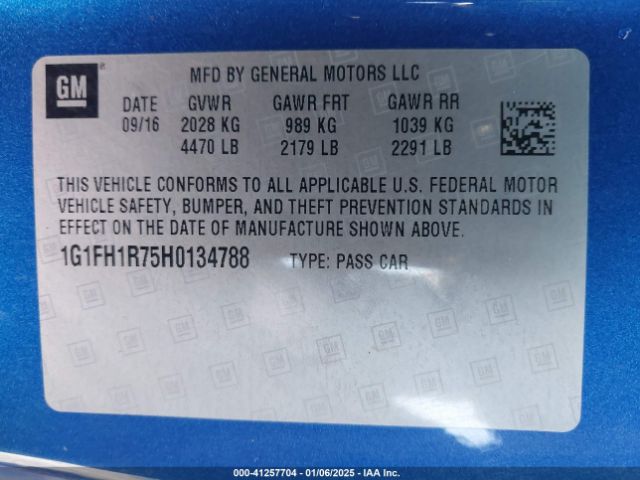 GM
MFD BY GENERAL MOTORS LLC
DATE GVWR GAWR FRT GAWR RR
09/16 2028 KG 989 KG 1039 KG
4470 LB 2179 LB 2291 LB
THIS VEHICLE CONFORMS TO ALL APPLICABLE U.S. FEDERAL MOTOR
VEHICLE SAFETY, BUMPER, AND THEFT PREVENTION STANDARDS IN
EFFECT ON THE DATE OF MANUFACTURE SHOWN ABOVE.
1G1FH1R75H0134788 TYPE: PASS CAR
000-41257704 - 01/06/2025 - IAA Inc.